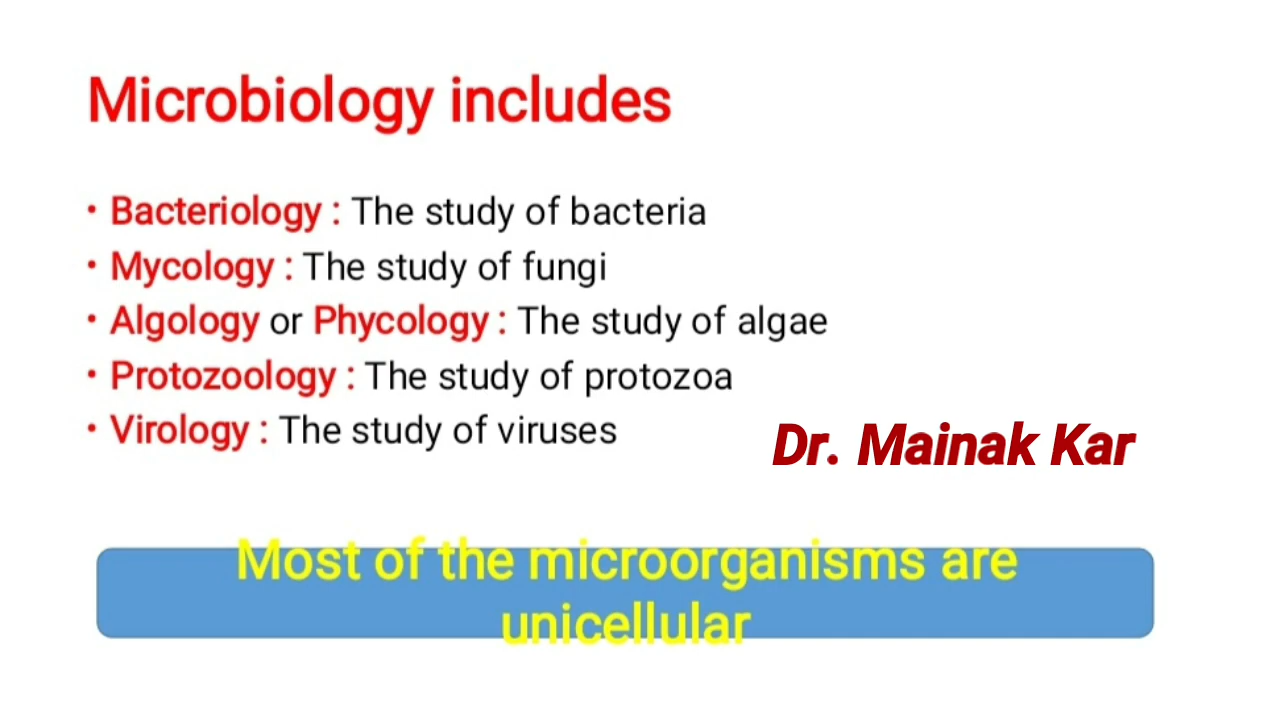 Microbiology includes
• Bacteriology : The study of bacteria
• Mycology : The study of fungi
• Algology or Phycology : The study of algae
• Protozoology : The study of protozoa
• Virology : The study of viruses
Dr. Mainak Kar
Most of the microorganisms are
unicellular